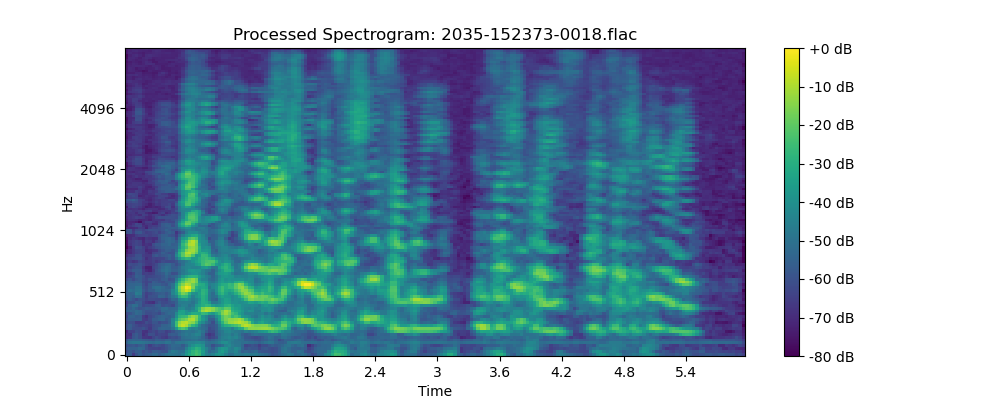 Processed Spectrogram: 2035-152373-0018.flac
Hz
4096
2048
1024
512
0
0 0.6 1.2 1.8 2.4 3 3.6 4.2 4.8 5.4
Time
+0 dB
-10 dB
-20 dB
-30 dB
-40 dB
-50 dB
-60 dB
-70 dB
-80 dB